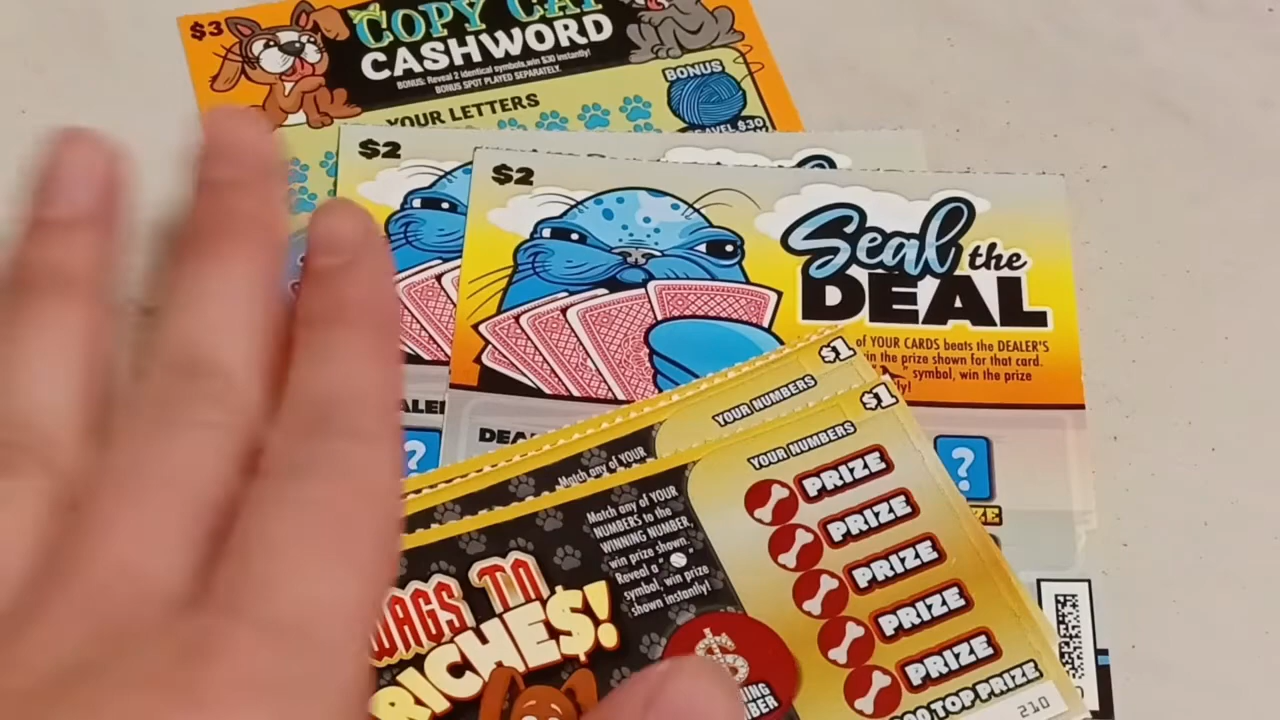 $3
COPY CAT
CASHWORD
BONUS: Reveal 2 identical symbols, win $30 instantly!
BONUS SPOT PLAYED SEPARATELY.
YOUR LETTERS
BONUS
$30
$2
$2
Seal the
DEAL
of YOUR CARDS beats the DEALER'S
in the prize shown for that card.
symbol, win the prize
DEAL
?
?
$1
YOUR NUMBERS
Match any of YOUR
$1
YOUR NUMBERS
Match any of YOUR
NUMBERS to the
WINNING NUMBER,
win prize shown.
Reveal a " "
symbol, win prize
shown instantly!
WAGS TO
RICHE$!
$
PRIZE
PRIZE
PRIZE
PRIZE
PRIZE
TOP PRIZE
210